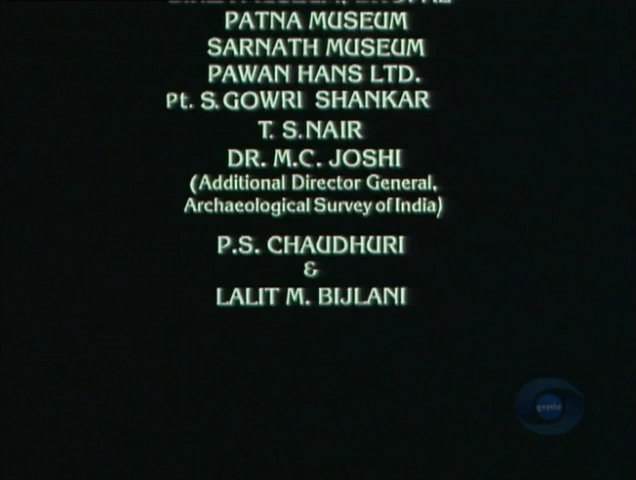 PATNA MUSEUM
SARNATH MUSEUM
PAWAN HANS LTD.
Pt. S. GOWRI SHANKAR
T. S. NAIR
DR. M.C. JOSHI
(Additional Director General,
Archaeological Survey of India)
P.S. CHAUDHURI
&
LALIT M. BIJLANI